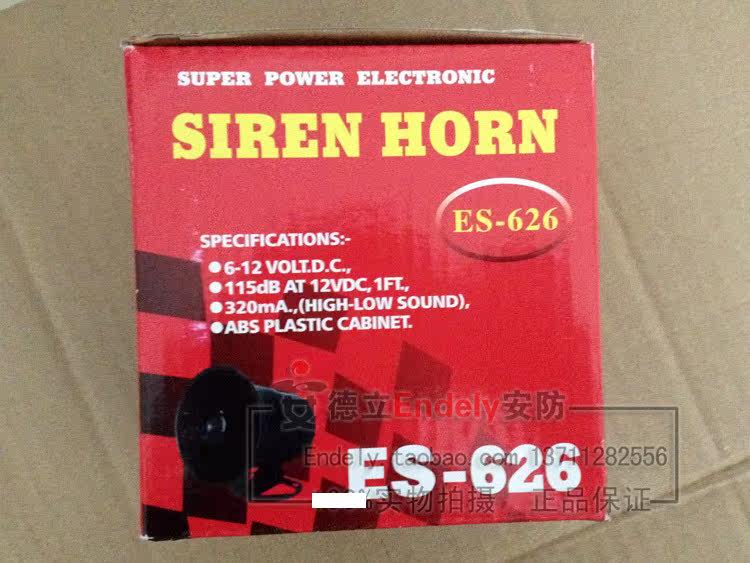 SUPER POWER ELECTRONIC
SIREN HORN
ES-626
SPECIFICATIONS:-
●6-12 VOLT.D.C.,
●115dB AT 12VDC,1FT.,
●320mA.,(HIGH-LOW SOUND),
●ABS PLASTIC CABINET.
德立Endely安防
Endely.taobao.com 13711282556
ES-626
%实物拍摄，正品保证